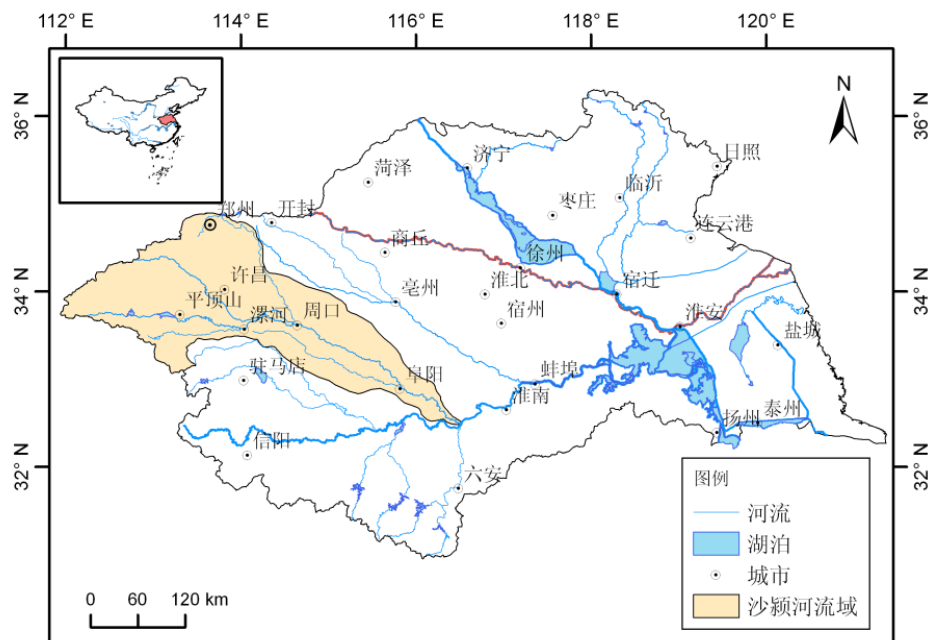 112° E 114° E 116° E 118° E 120° E
36° N
34° N
32° N
36° N
34° N
32° N
N
日照
济宁
菏泽
临沂
枣庄
郑州
开封
连云港
商丘
徐州
许昌
淮北
宿迁
平顶山
亳州
漯河
周口
宿州
淮安
盐城
驻马店
阜阳
蚌埠
淮南
扬州
泰州
信阳
六安
图例
河流
湖泊
城市
沙颍河流域
0 60 120 km